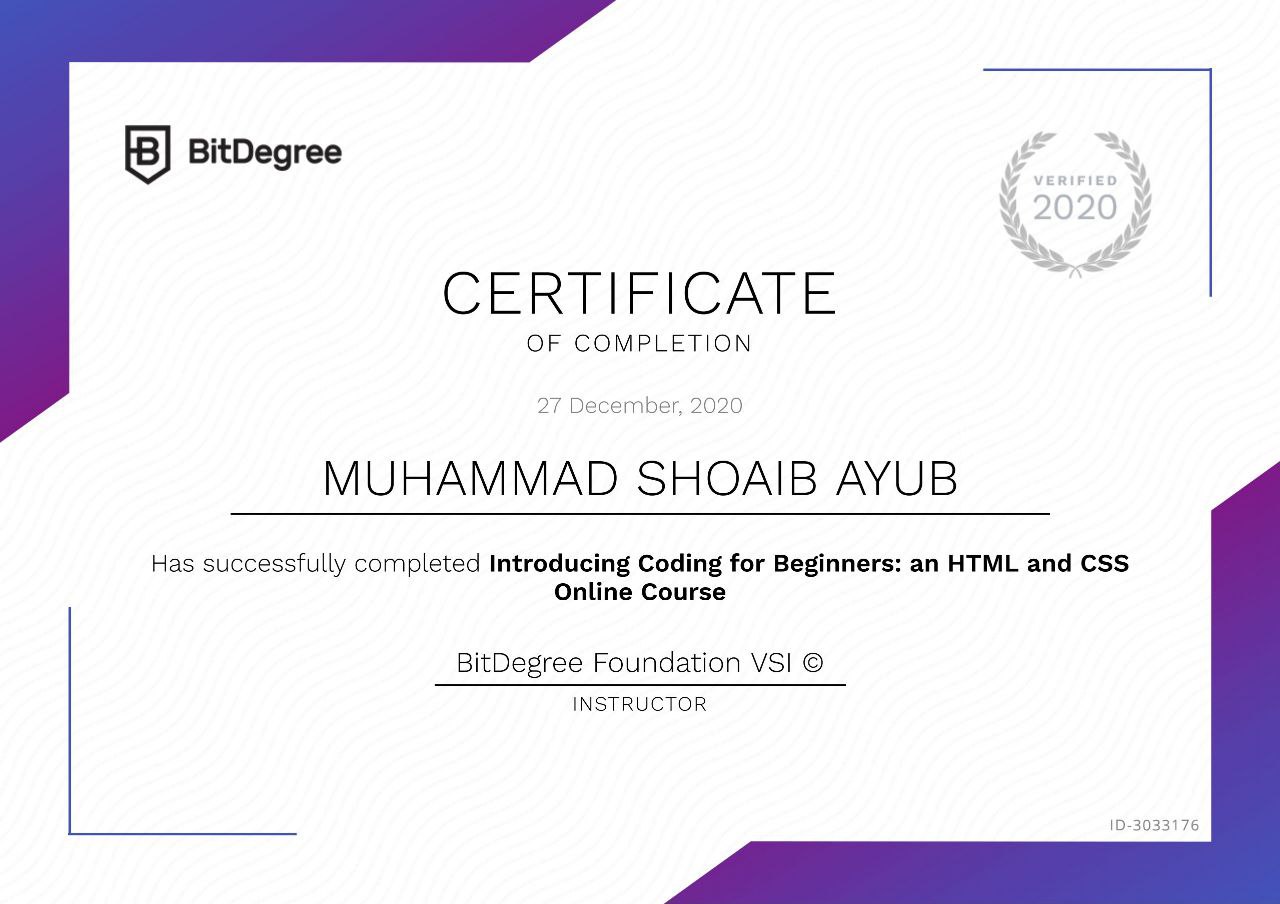 BitDegree
VERIFIED
2020
CERTIFICATE
OF COMPLETION
27 December, 2020
MUHAMMAD SHOAIB AYUB
Has successfully completed Introducing Coding for Beginners: an HTML and CSS
Online Course
BitDegree Foundation VSI ©
INSTRUCTOR
ID-3033176